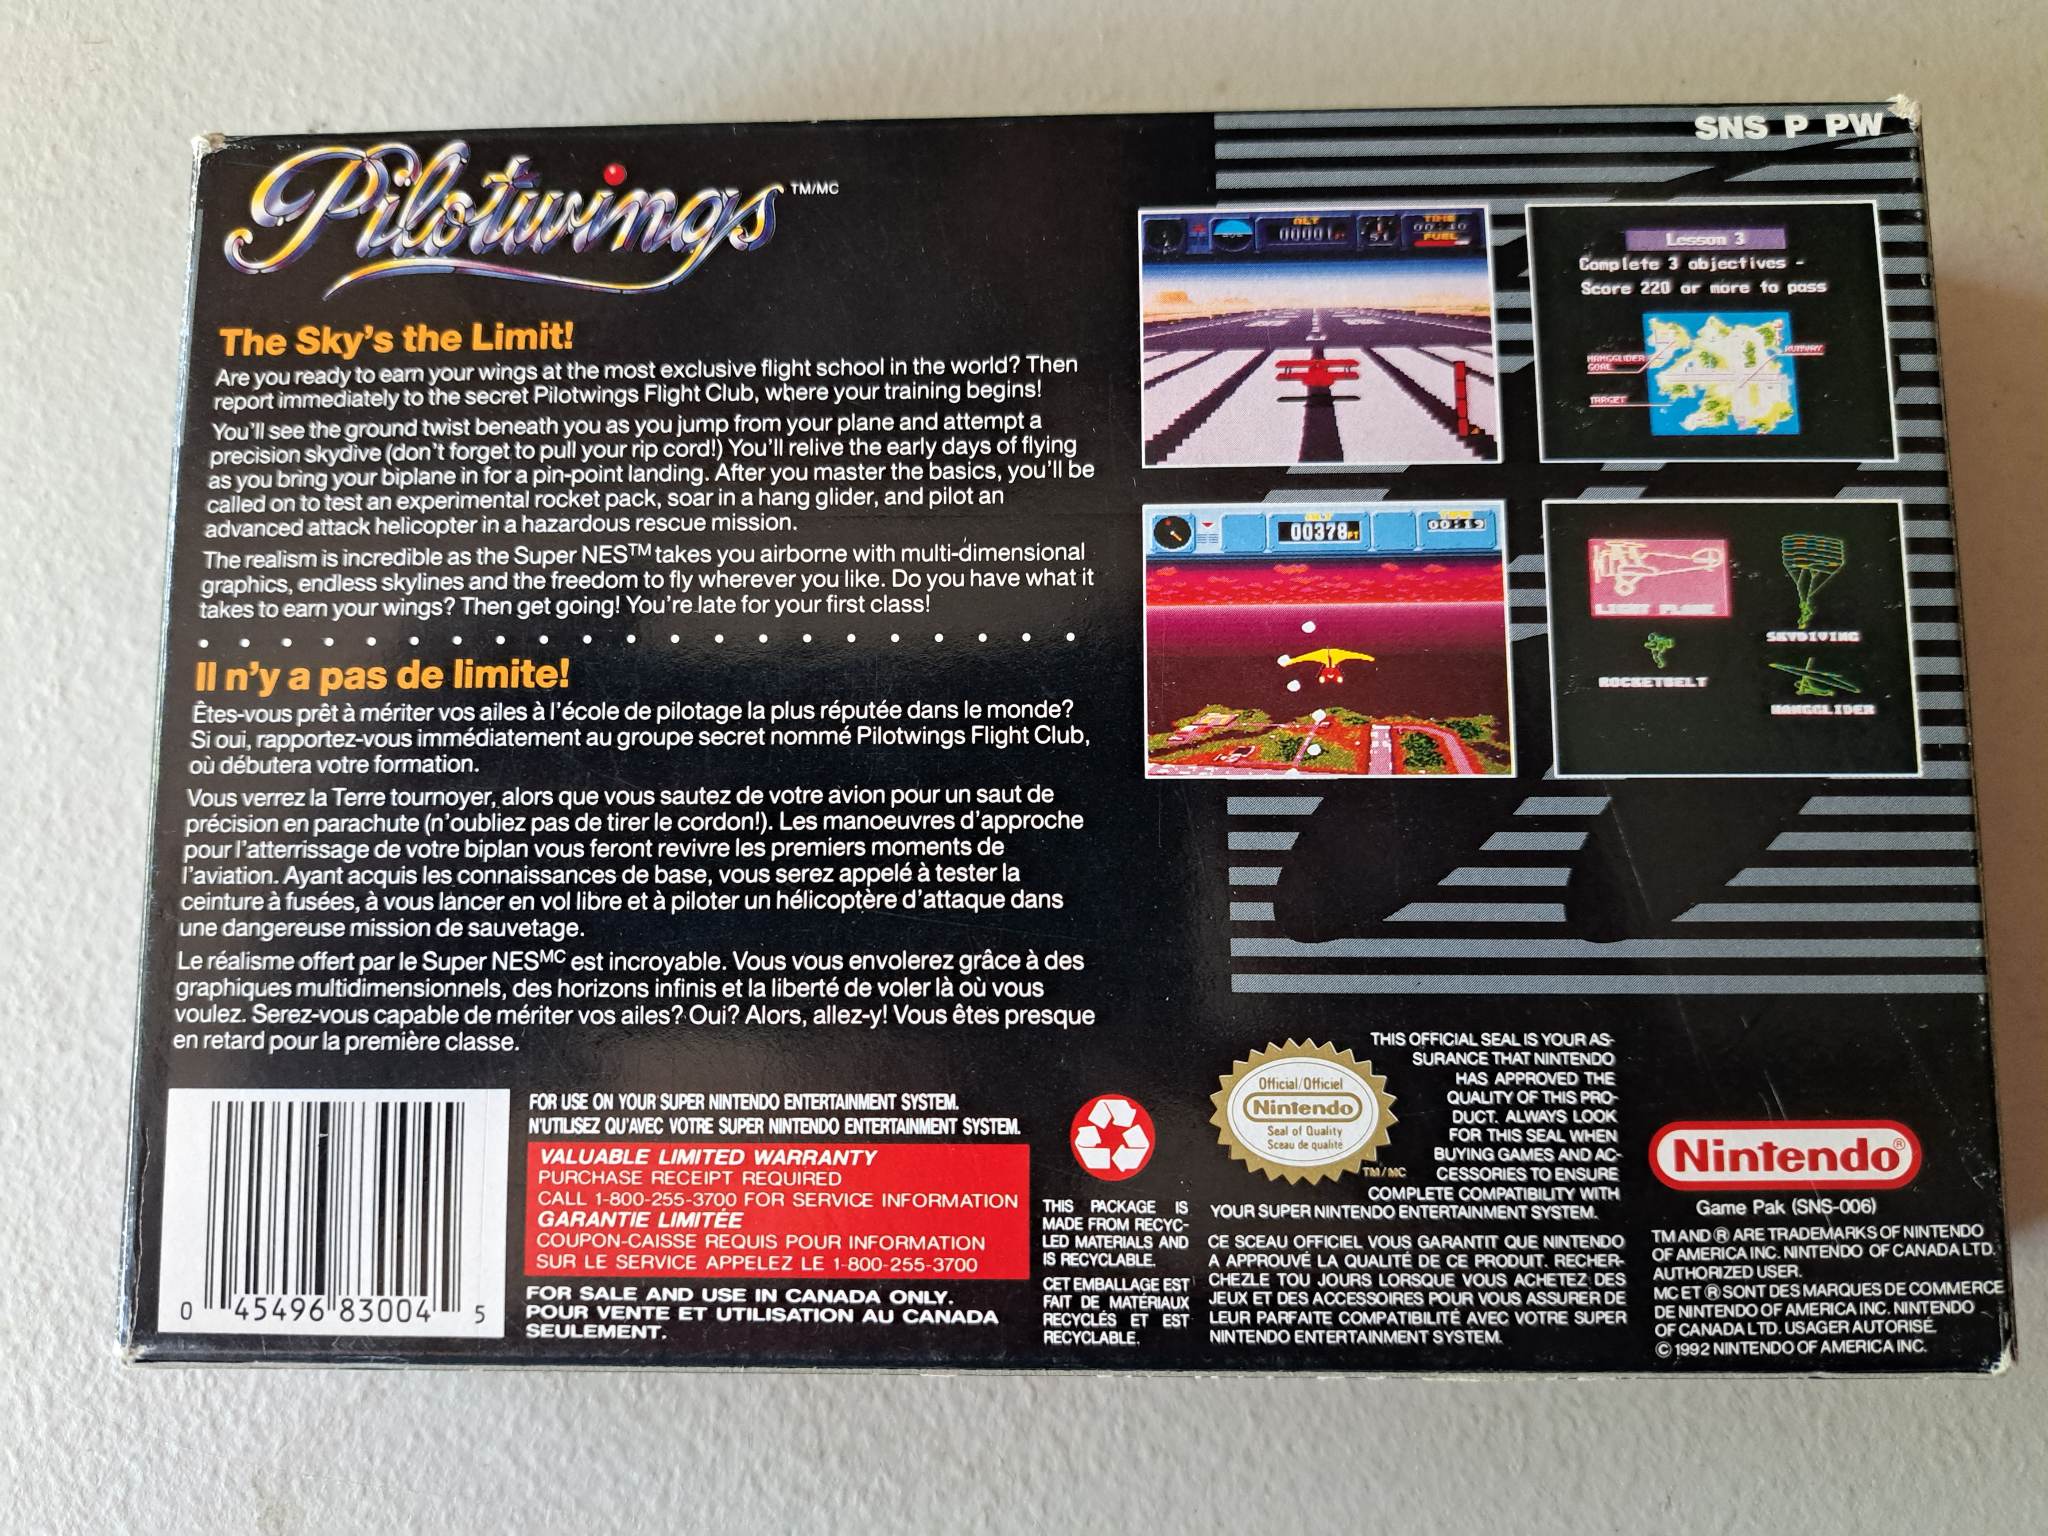 Pilotwings TM/MC
The Sky's the Limit!
Are you ready to earn your wings at the most exclusive flight school in the world? Then
report immediately to the secret Pilotwings Flight Club, where your training begins!
You'll see the ground twist beneath you as you jump from your plane and attempt a
precision skydive (don't forget to pull your rip cord!) You'll relive the early days of flying
as you bring your biplane in for a pin-point landing. After you master the basics, you'll be
called on to test an experimental rocket pack, soar in a hang glider, and pilot an
advanced attack helicopter in a hazardous rescue mission.
The realism is incredible as the Super NES™ takes you airborne with multi-dimensional
graphics, endless skylines and the freedom to fly wherever you like. Do you have what it
takes to earn your wings? Then get going! You're late for your first class!
Il n'y a pas de limite!
Êtes-vous prêt à mériter vos ailes à l'école de pilotage la plus réputée dans le monde?
Si oui, rapportez-vous immédiatement au groupe secret nommé Pilotwings Flight Club,
où débutera votre formation.
Vous verrez la Terre tournoyer, alors que vous sautez de votre avion pour un saut de
précision en parachute (n'oubliez pas de tirer le cordon!). Les manoeuvres d'approche
pour l'atterrissage de votre biplan vous feront revivre les premiers moments de
l'aviation. Ayant acquis les connaissances de base, vous serez appelé à tester la
ceinture à fusées, à vous lancer en vol libre et à piloter un hélicoptère d'attaque dans
une dangereuse mission de sauvetage.
Le réalisme offert par le Super NESMC est incroyable. Vous vous envolerez grâce à des
graphiques multidimensionnels, des horizons infinis et la liberté de voler là où vous
voulez. Serez-vous capable de mériter vos ailes? Oui? Alors, allez-y! Vous êtes presque
en retard pour la première classe.
SNS P PW
ALT
00001
TIME
00:40
FUEL
Lesson 3
Complete 3 objectives -
Score 220 or more to pass
HANGGLIDER
GOAL
RUNWAY
TARGET
ALT
00378FT
TIME
00:19
LIGHT PLANE
SKYDIVING
ROCKETBELT
HANGGLIDER
0 45496 83004 5
FOR USE ON YOUR SUPER NINTENDO ENTERTAINMENT SYSTEM.
N'UTILISEZ QU'AVEC VOTRE SUPER NINTENDO ENTERTAINMENT SYSTEM.
VALUABLE LIMITED WARRANTY
PURCHASE RECEIPT REQUIRED
CALL 1-800-255-3700 FOR SERVICE INFORMATION
GARANTIE LIMITÉE
COUPON-CAISSE REQUIS POUR INFORMATION
SUR LE SERVICE APPELEZ LE 1-800-255-3700
FOR SALE AND USE IN CANADA ONLY.
POUR VENTE ET UTILISATION AU CANADA
SEULEMENT.
THIS PACKAGE IS
MADE FROM RECYC-
LED MATERIALS AND
IS RECYCLABLE.
CET EMBALLAGE EST
FAIT DE MATÉRIAUX
RECYCLÉS ET EST
RECYCLABLE.
Official/Officiel
Nintendo
Seal of Quality
Sceau de qualité
TM/MC
THIS OFFICIAL SEAL IS YOUR AS-
SURANCE THAT NINTENDO
HAS APPROVED THE
QUALITY OF THIS PRO-
DUCT. ALWAYS LOOK
FOR THIS SEAL WHEN
BUYING GAMES AND AC-
CESSORIES TO ENSURE
COMPLETE COMPATIBILITY WITH
YOUR SUPER NINTENDO ENTERTAINMENT SYSTEM.
CE SCEAU OFFICIEL VOUS GARANTIT QUE NINTENDO
A APPROUVÉ LA QUALITÉ DE CE PRODUIT. RECHER-
CHEZLE TOU JOURS LORSQUE VOUS ACHETEZ DES
JEUX ET DES ACCESSOIRES POUR VOUS ASSURER DE
LEUR PARFAITE COMPATIBILITÉ AVEC VOTRE SUPER
NINTENDO ENTERTAINMENT SYSTEM.
Nintendo®
Game Pak (SNS-006)
TM AND ® ARE TRADEMARKS OF NINTENDO
OF AMERICA INC. NINTENDO OF CANADA LTD.
AUTHORIZED USER.
MC ET ® SONT DES MARQUES DE COMMERCE
DE NINTENDO OF AMERICA INC. NINTENDO
OF CANADA LTD. USAGER AUTORISÉ.
© 1992 NINTENDO OF AMERICA INC.